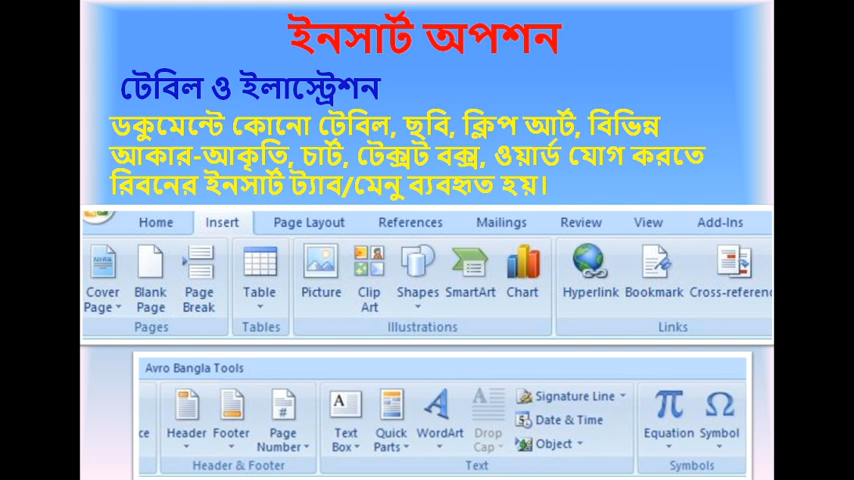 ইনসার্ট অপশন
টেবিল ও ইলাস্ট্রেশন
ডকুমেন্টে কোনো টেবিল, ছবি, ক্লিপ আর্ট, বিভিন্ন
আকার-আকৃতি, চার্ট, টেক্সট বক্স, ওয়ার্ড যোগ করতে
রিবনের ইনসার্ট ট্যাব/মেনু ব্যবহৃত হয়।
Home Insert Page Layout References Mailings Review View Add-Ins
Cover Blank Page Table Picture Clip Shapes SmartArt Chart Hyperlink Bookmark Cross-referenc
Page Page Break Art
Pages Tables Illustrations Links
Avro Bangla Tools
Signature Line
Date & Time
ce Header Footer Page Text Quick WordArt Drop Equation Symbol
Number Box Parts Cap Object
Header & Footer Text Symbols